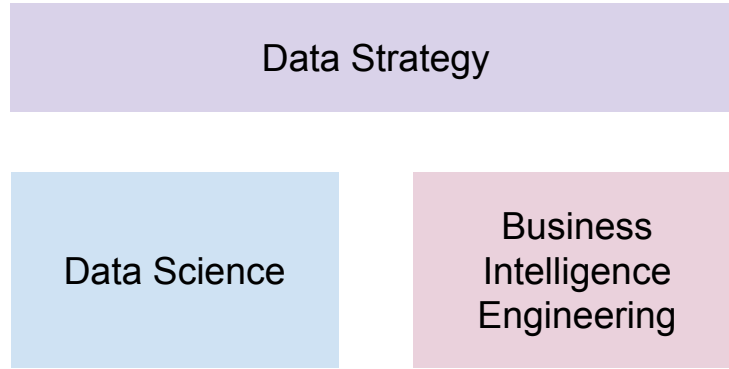 Data Strategy
Data Science
Business
Intelligence
Engineering